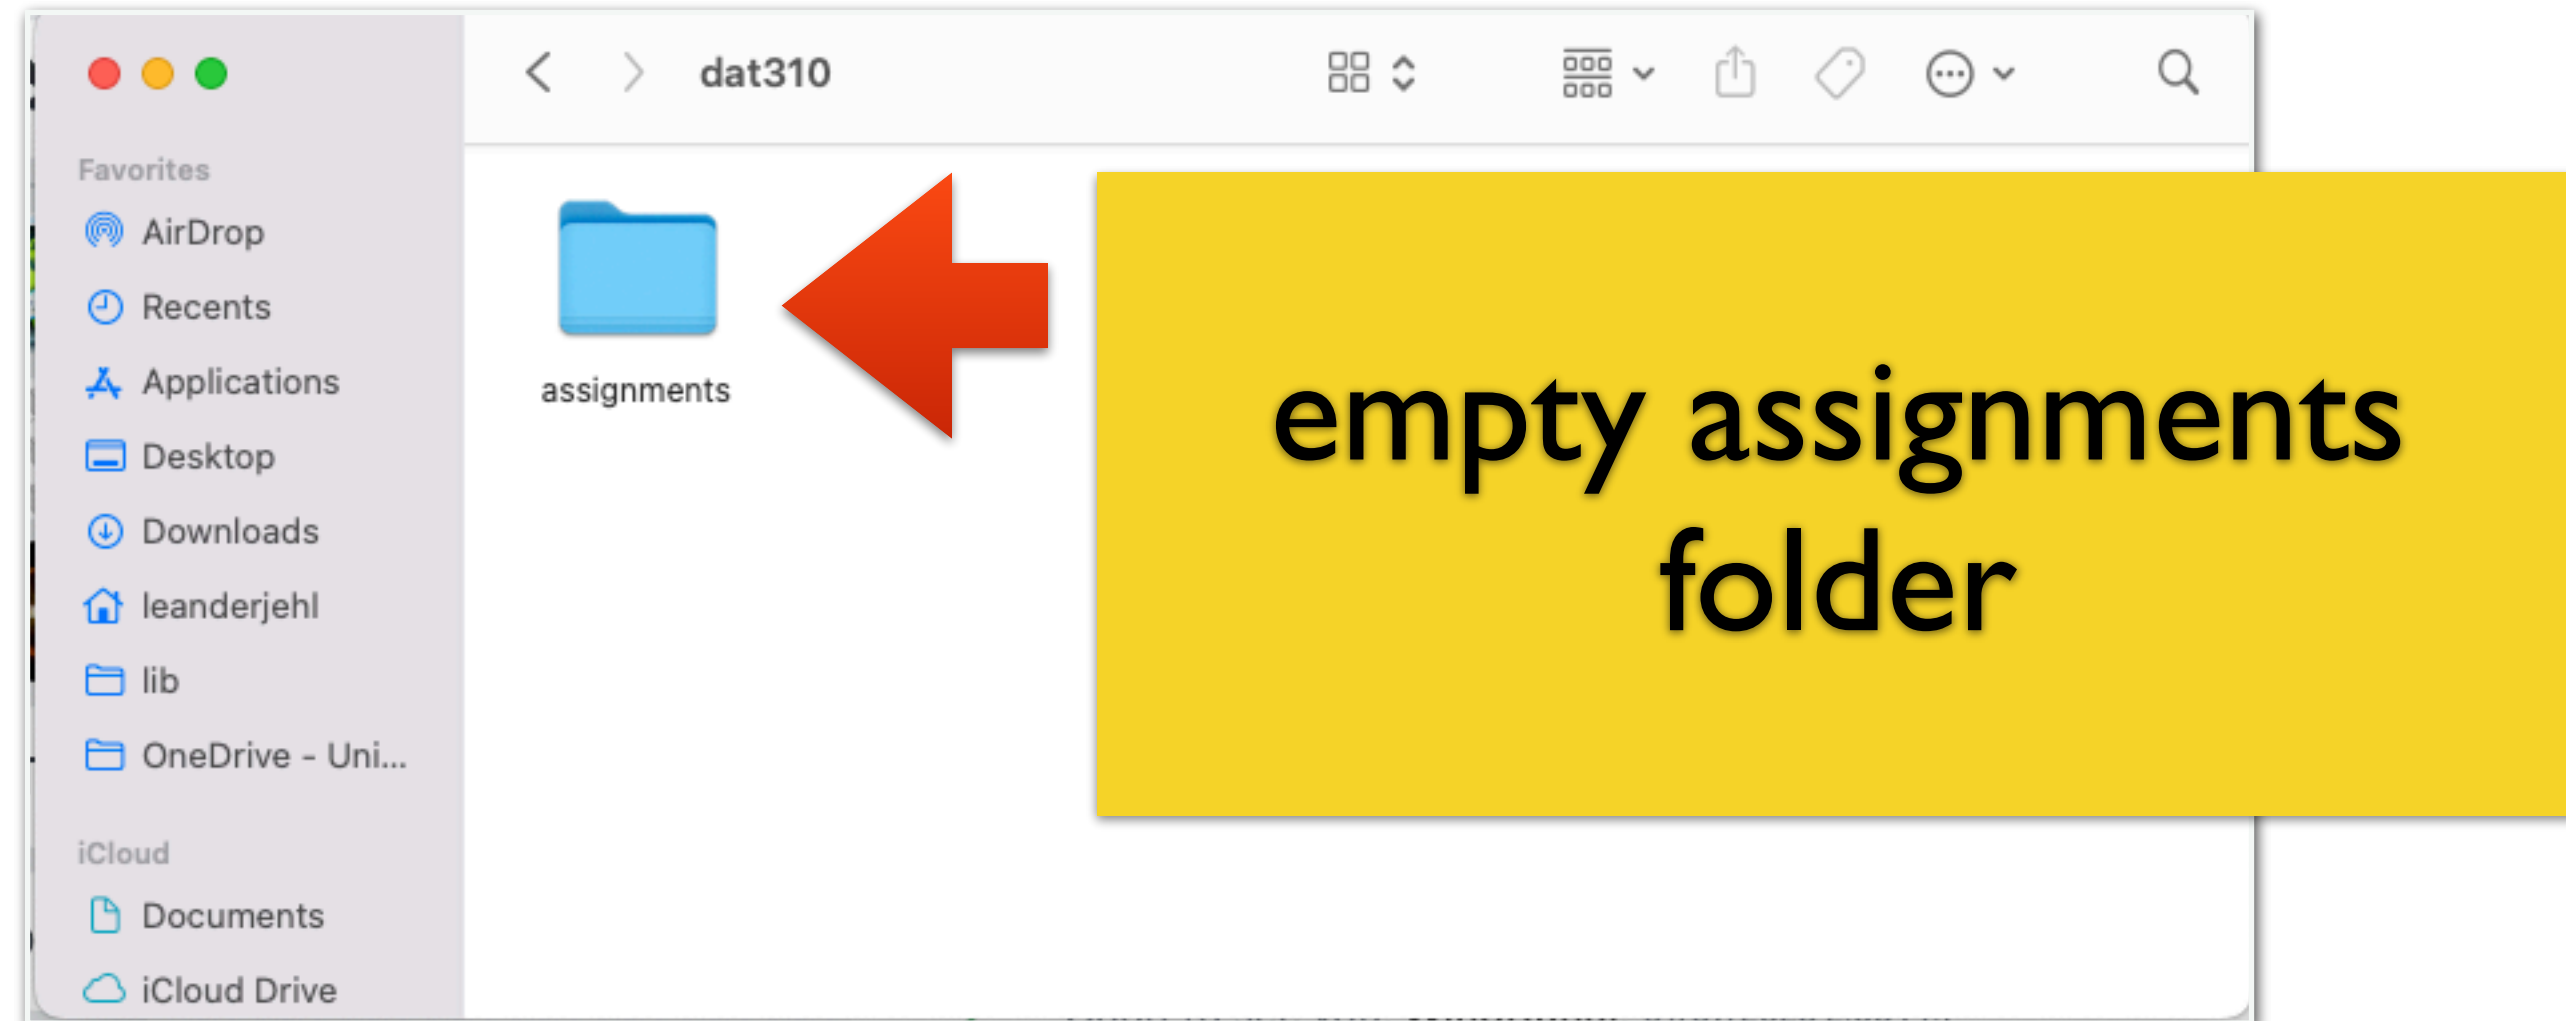 dat310
Favorites
AirDrop
Recents
Applications
Desktop
Downloads
leanderjehl
lib
OneDrive - Uni...
iCloud
Documents
iCloud Drive
assignments
empty assignments
folder